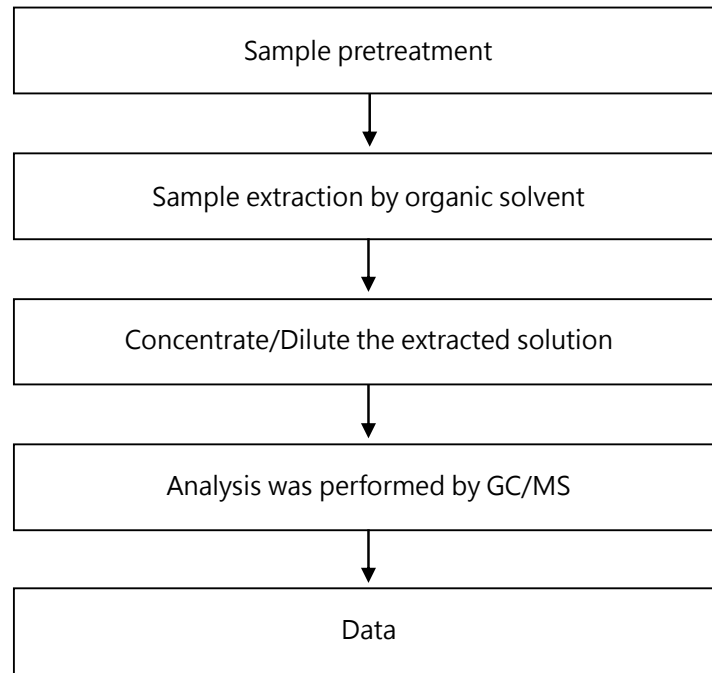 Sample pretreatment
Sample extraction by organic solvent
Concentrate/Dilute the extracted solution
Analysis was performed by GC/MS
Data